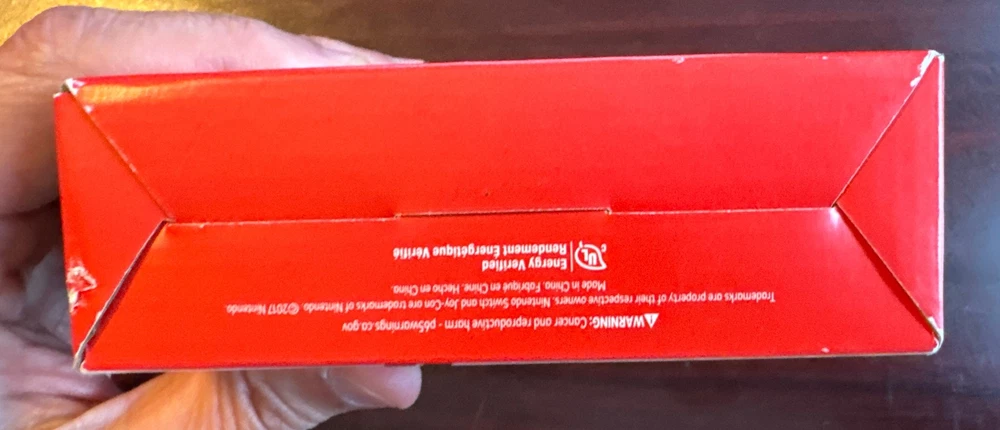 ⚠WARNING: Cancer and reproductive harm - p65warnings.ca.gov
Trademarks are property of their respective owners. Nintendo Switch and Joy-Con are trademarks of Nintendo. ©2017 Nintendo.
Made in China. Fabriqué en Chine. Hecho en China.
c UL Energy Verified
Rendement Énergétique Vérifié